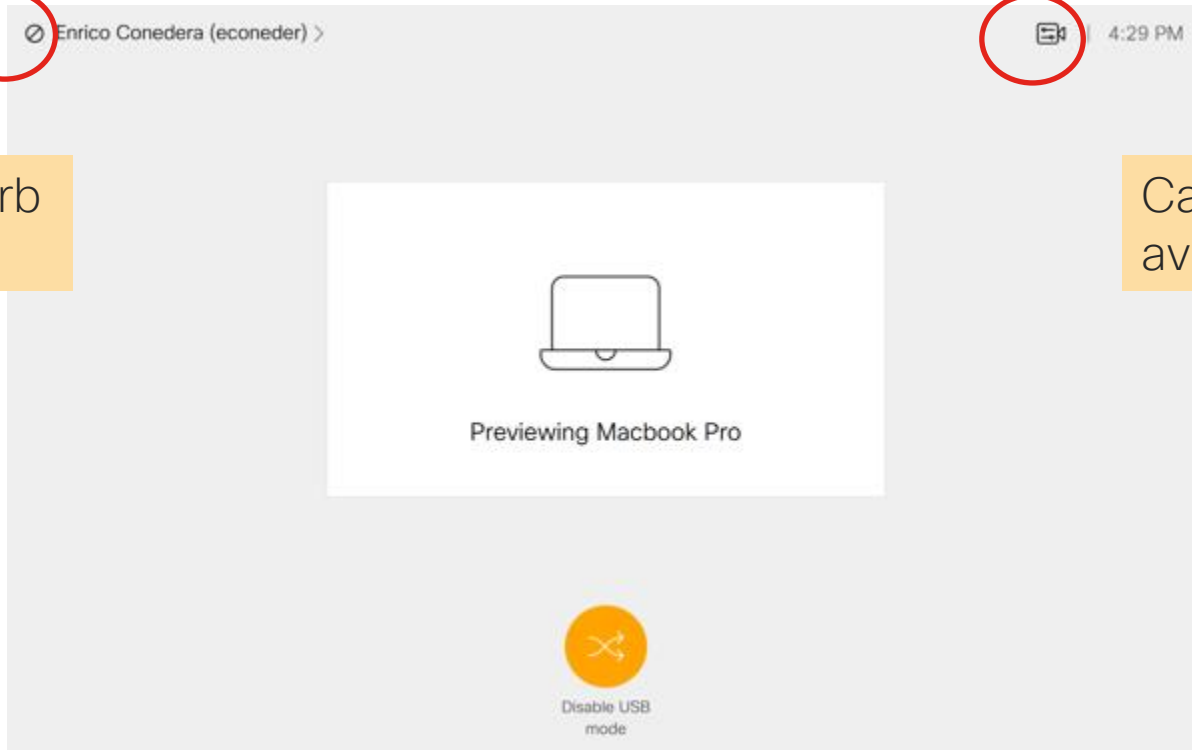 Enrico Conedera (econeder) >
4:29 PM
rb
Ca
av
Previewing Macbook Pro
Disable USB
mode